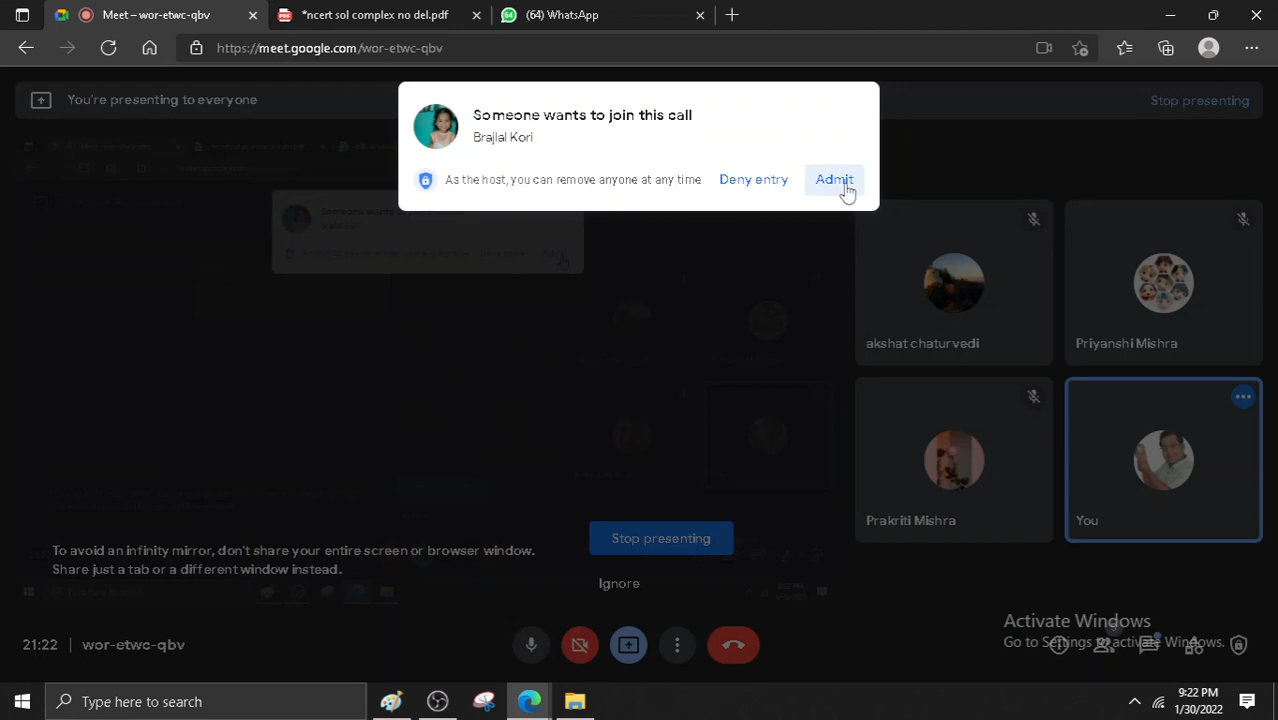 Meet – wor-etwc-qbv
*ncert sol complex no del.pdf
(64) WhatsApp
https://meet.google.com/wor-etwc-qbv
You're presenting to everyone
Stop presenting
Someone wants to join this call
Brajlal Kori
As the host, you can remove anyone at any time
Deny entry
Admit
akshat chaturvedi
Priyanshi Mishra
Prakriti Mishra
You
To avoid an infinity mirror, don't share your entire screen or browser window.
Share just a tab or a different window instead.
Stop presenting
Ignore
Activate Windows
Go to Settings to activate Windows.
21:22 | wor-etwc-qbv
Type here to search
9:22 PM
1/30/2022